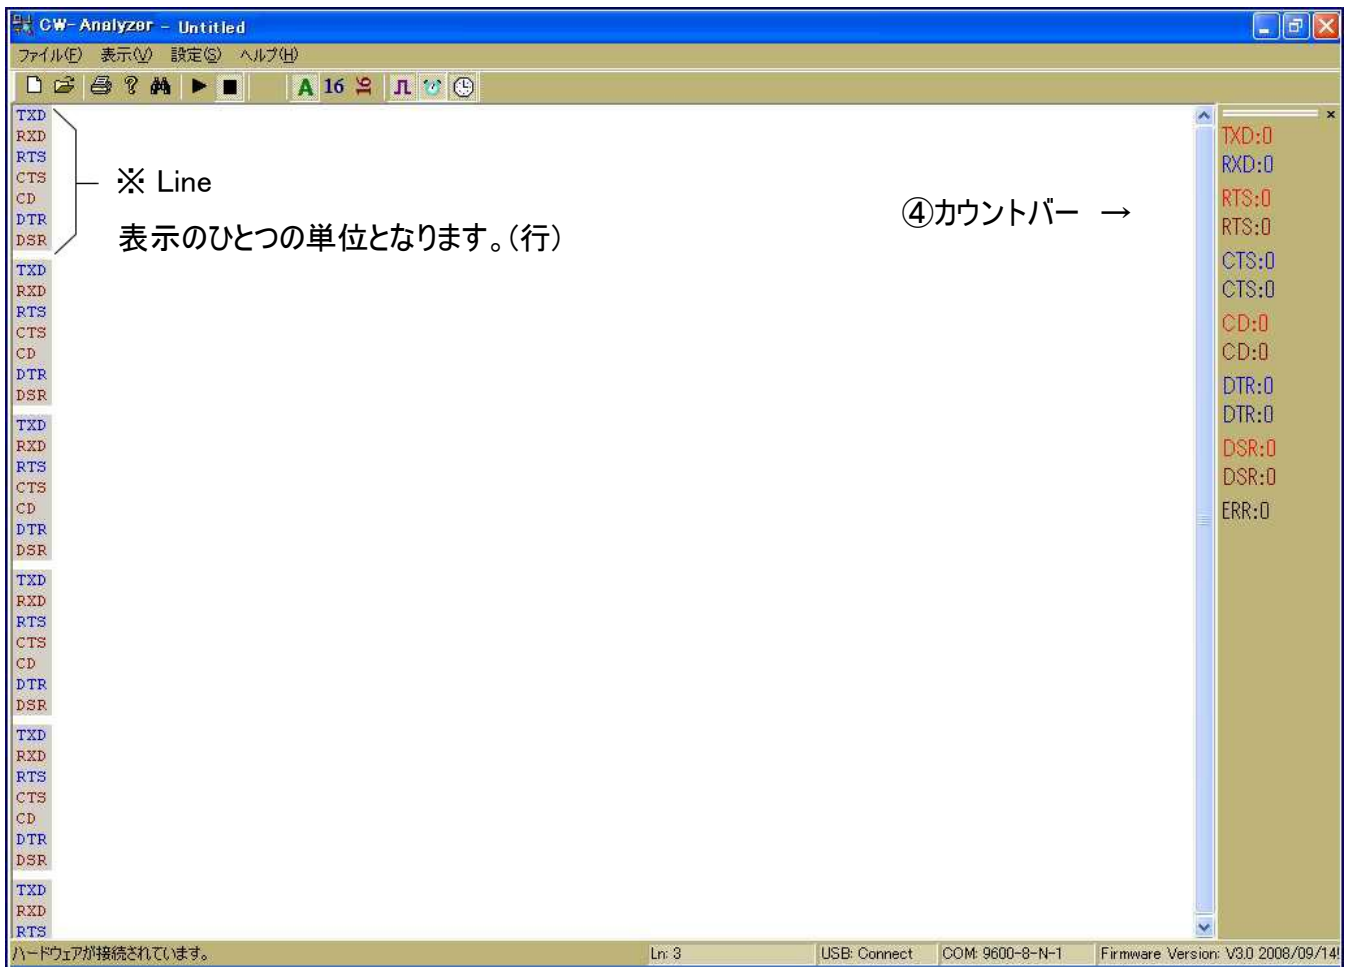 CW-Analyzer - Untitled
ファイル(F) 表示(V) 設定(S) ヘルプ(H)
A 16 16
TXD
RXD
RTS
CTS
CD
DTR
DSR
※ Line
表示のひとつの単位となります。（行）
④カウントバー →
TXD
RXD
RTS
CTS
CD
DTR
DSR
TXD
RXD
RTS
CTS
CD
DTR
DSR
TXD
RXD
RTS
CTS
CD
DTR
DSR
TXD
RXD
RTS
CTS
CD
DTR
DSR
TXD
RXD
RTS
TXD:0
RXD:0
RTS:0
RTS:0
CTS:0
CTS:0
CD:0
CD:0
DTR:0
DTR:0
DSR:0
DSR:0
ERR:0
ハードウェアが接続されています。 Ln: 3 USB: Connect COM: 9600-8-N-1 Firmware Version: V3.0 2008/09/14!